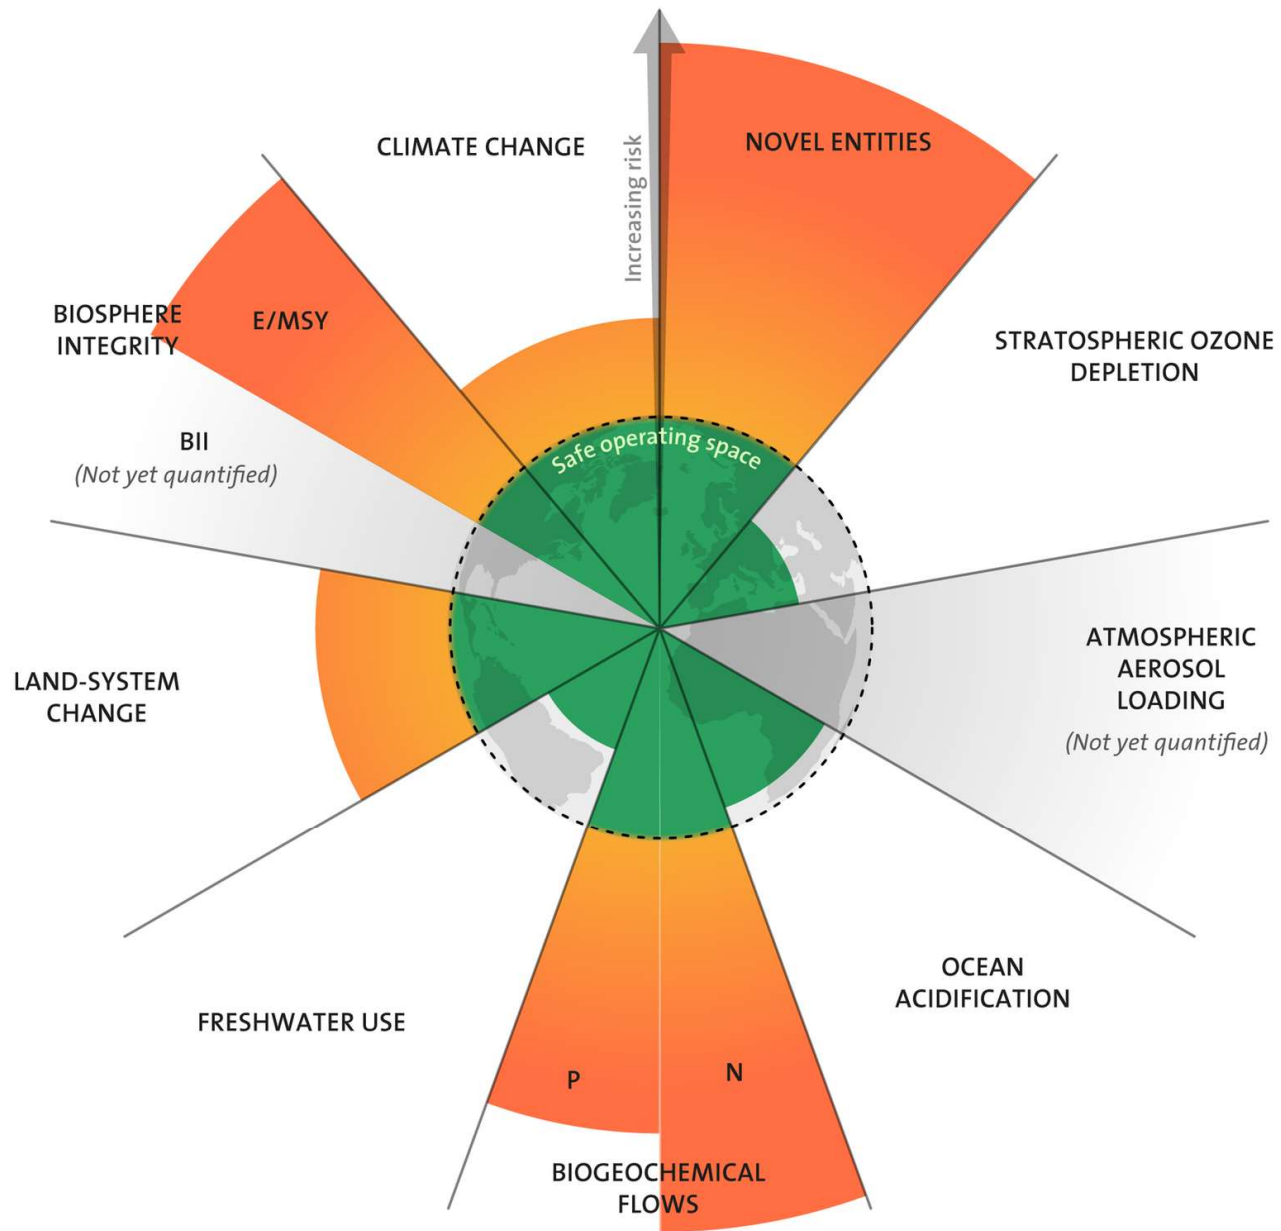 CLIMATE CHANGE
Increasing risk
NOVEL ENTITIES
BIOSPHERE
INTEGRITY
E/MSY
STRATOSPHERIC OZONE
DEPLETION
BII
(Not yet quantified)
Safe operating space
ATMOSPHERIC
AEROSOL
LOADING
(Not yet quantified)
LAND-SYSTEM
CHANGE
OCEAN
ACIDIFICATION
FRESHWATER USE
P
N
BIOGEOCHEMICAL
FLOWS